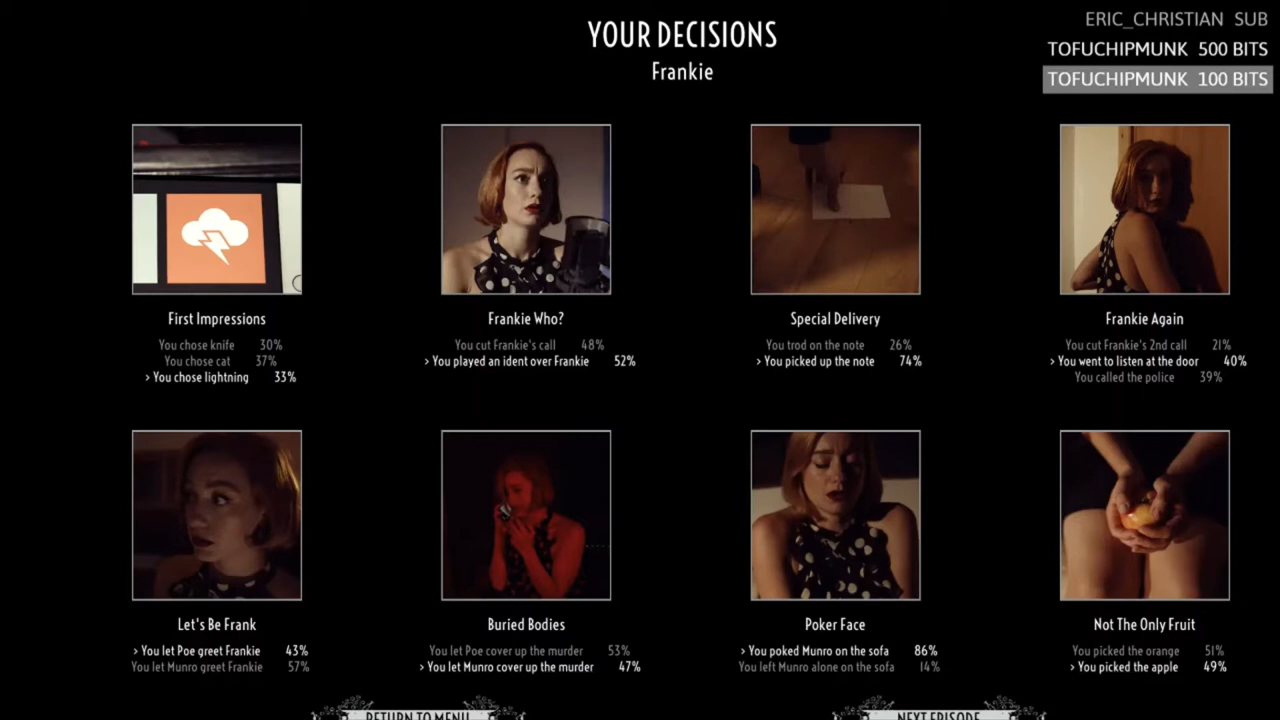 YOUR DECISIONS
Frankie
ERIC_CHRISTIAN SUB
TOFUCHIPMUNK 500 BITS
TOFUCHIPMUNK 100 BITS
First Impressions
You chose knife 30%
You chose cat 37%
> You chose lightning 33%
Frankie Who?
You cut Frankie's call 48%
> You played an ident over Frankie 52%
Special Delivery
You trod on the note 26%
> You picked up the note 74%
Frankie Again
You cut Frankie's 2nd call 21%
> You went to listen at the door 40%
You called the police 39%
Let's Be Frank
> You let Poe greet Frankie 43%
You let Munro greet Frankie 57%
Buried Bodies
You let Poe cover up the murder 53%
> You let Munro cover up the murder 47%
Poker Face
> You poked Munro on the sofa 86%
You left Munro alone on the sofa 14%
Not The Only Fruit
You picked the orange 51%
> You picked the apple 49%
RETURN TO MENU
NEXT EPISODE